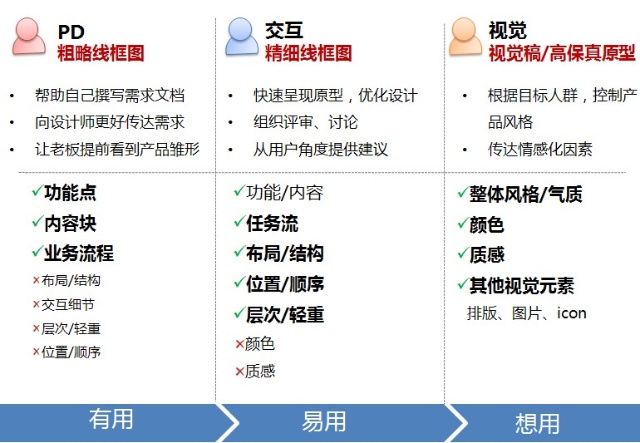 PD
粗略线框图
• 帮助自己撰写需求文档
• 向设计师更好传达需求
• 让老板提前看到产品雏形
✓功能点
✓内容块
✓业务流程
×布局/结构
×交互细节
×层次/轻重
×位置/顺序
有用
交互
精细线框图
• 快速呈现原型，优化设计
• 组织评审、讨论
• 从用户角度提供建议
✓功能/内容
✓任务流
✓布局/结构
✓位置/顺序
✓层次/轻重
×颜色
×质感
易用
视觉
视觉稿/高保真原型
• 根据目标人群，控制产
品风格
• 传达情感化因素
✓整体风格/气质
✓颜色
✓质感
✓其他视觉元素
排版、图片、icon
想用